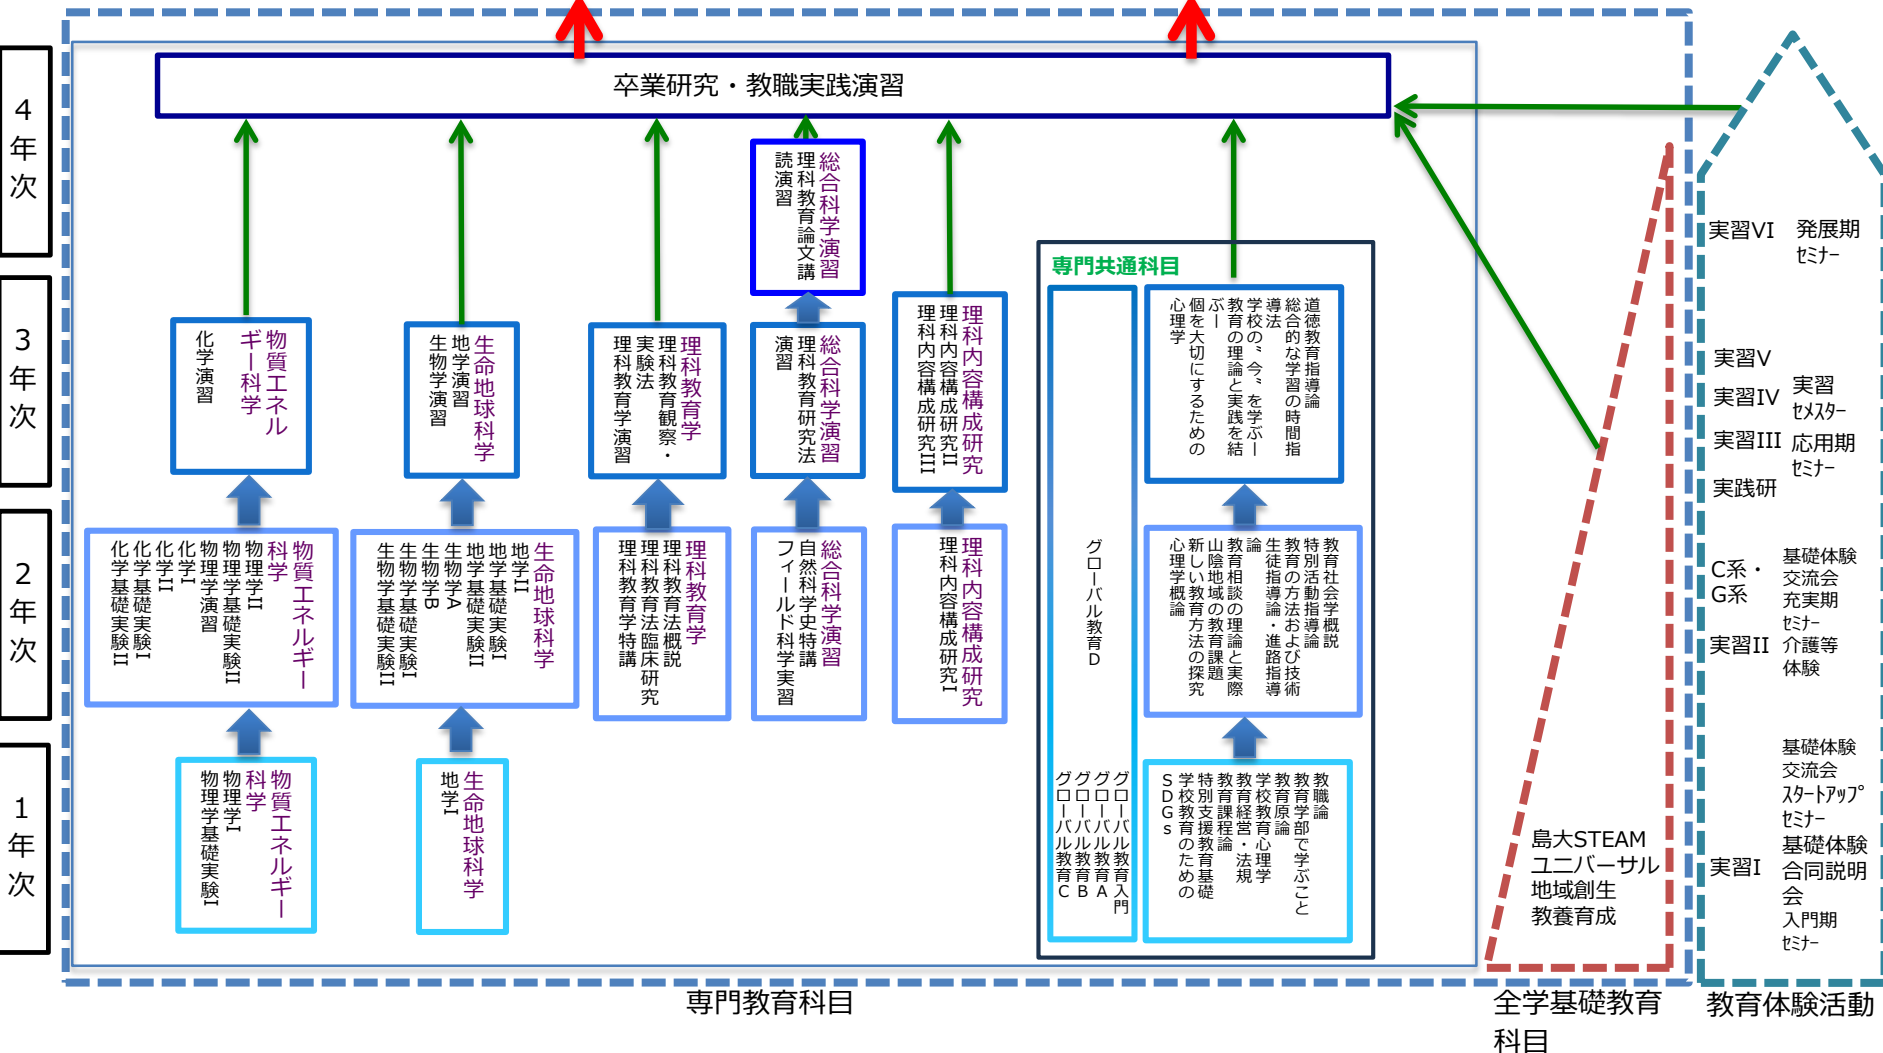 卒業研究・教職実践演習
4年次
総合科学演習
理科教育論文講
読演習
3年次
物質エネル
ギー科学
化学演習
生命地球科学
地学演習
生物学演習
理科教育学
理科教育観察・
実験法
理科教育学演習
総合科学演習
理科教育研究法
演習
理科内容構成研究
理科内容構成研究II
理科内容構成研究III
専門共通科目
道徳教育指導論
総合的な学習の時間指
導法
学校の”今”を学ぶー
教育の理論と実践を結
ぶー
個を大切にするための
心理学
2年次
物質エネルギー
科学
物理学II
物理学基礎実験II
物理学演習
化学I
化学II
化学基礎実験I
化学基礎実験II
生命地球科学
地学II
地学基礎実験I
地学基礎実験II
生物学A
生物学B
生物学基礎実験I
生物学基礎実験III
理科教育学
理科教育法概説
理科教育法臨床研究
理科教育学特講
総合科学演習
自然科学史特講
フィールド科学実習
理科内容構成研究
理科内容構成研究I
グローバル教育D
教育社会学概説
特別活動指導論
教育の方法および技術
生徒指導論・進路指導
論
教育相談の理論と実際
山陰地域の教育課題
新しい教育方法の探究
心理学概論
1年次
物質エネルギー
科学
物理学I
物理学基礎実験I
生命地球科学
地学I
グローバル教育入門
グローバル教育A
グローバル教育B
グローバル教育C
教職論
教育学部で学ぶこと
教育原論
学校教育心理学
教育経営・法規
教育課程論
特別支援教育基礎
学校教育のための
SDGs
専門教育科目
島大STEAM
ユニバーサル
地域創生
教養育成
全学基礎教育
科目
実習VI
発展期
ｾﾐﾅｰ
実習V
実習IV
実習
ｾﾒｽﾀｰ
実習III
応用期
ｾﾐﾅｰ
実践研
C系・
G系
基礎体験
交流会
充実期
ｾﾐﾅｰ
実習II
介護等
体験
基礎体験
交流会
ｽﾀｰﾄｱｯﾌﾟ
ｾﾐﾅｰ
実習I
基礎体験
合同説明
会
入門期
ｾﾐﾅｰ
教育体験活動